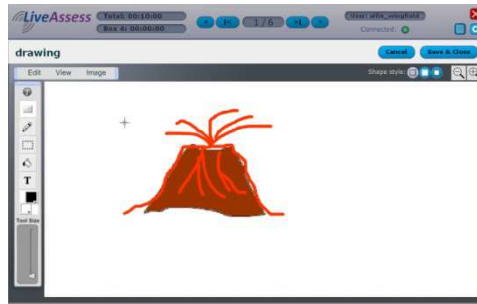 LiveAssess
Total: 00:10:00
Box 4: 00:00:00
1 / 6
User: allie_wingfield
Connected:
drawing
Cancel
Save & Close
Edit View Image
Shape style:
T
Tool Size